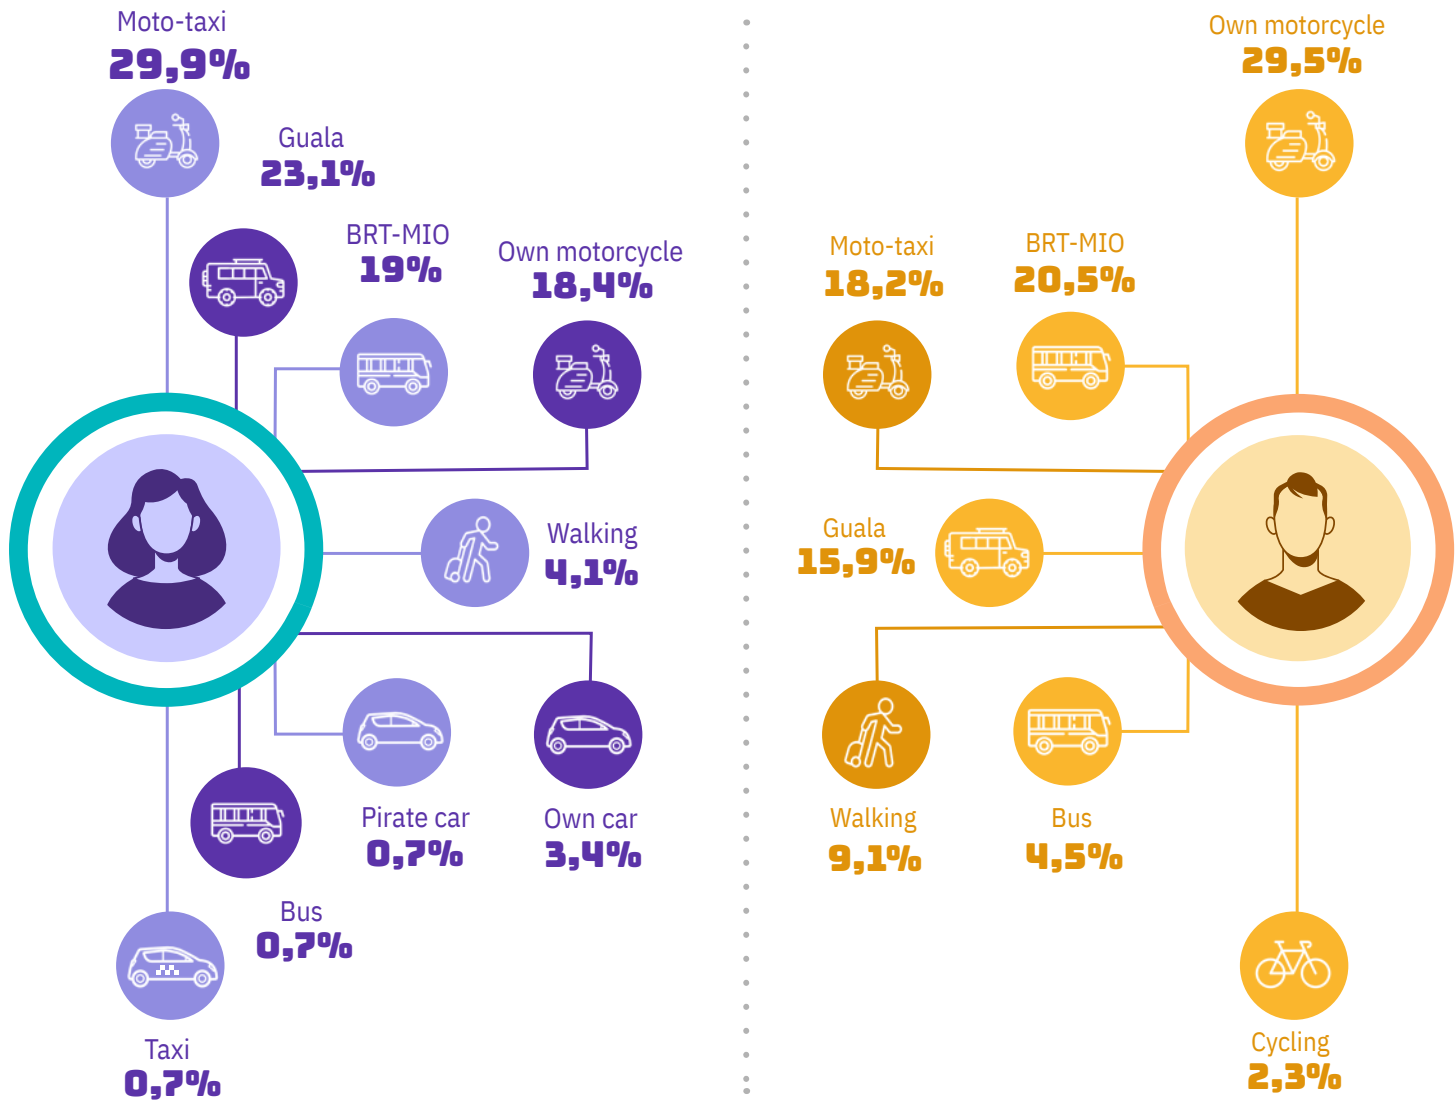 Moto-taxi
29,9%
Guala
23,1%
BRT-MIO
19%
Own motorcycle
18,4%
Walking
4,1%
Own car
3,4%
Pirate car
0,7%
Bus
0,7%
Taxi
0,7%
Own motorcycle
29,5%
BRT-MIO
20,5%
Moto-taxi
18,2%
Guala
15,9%
Walking
9,1%
Bus
4,5%
Cycling
2,3%